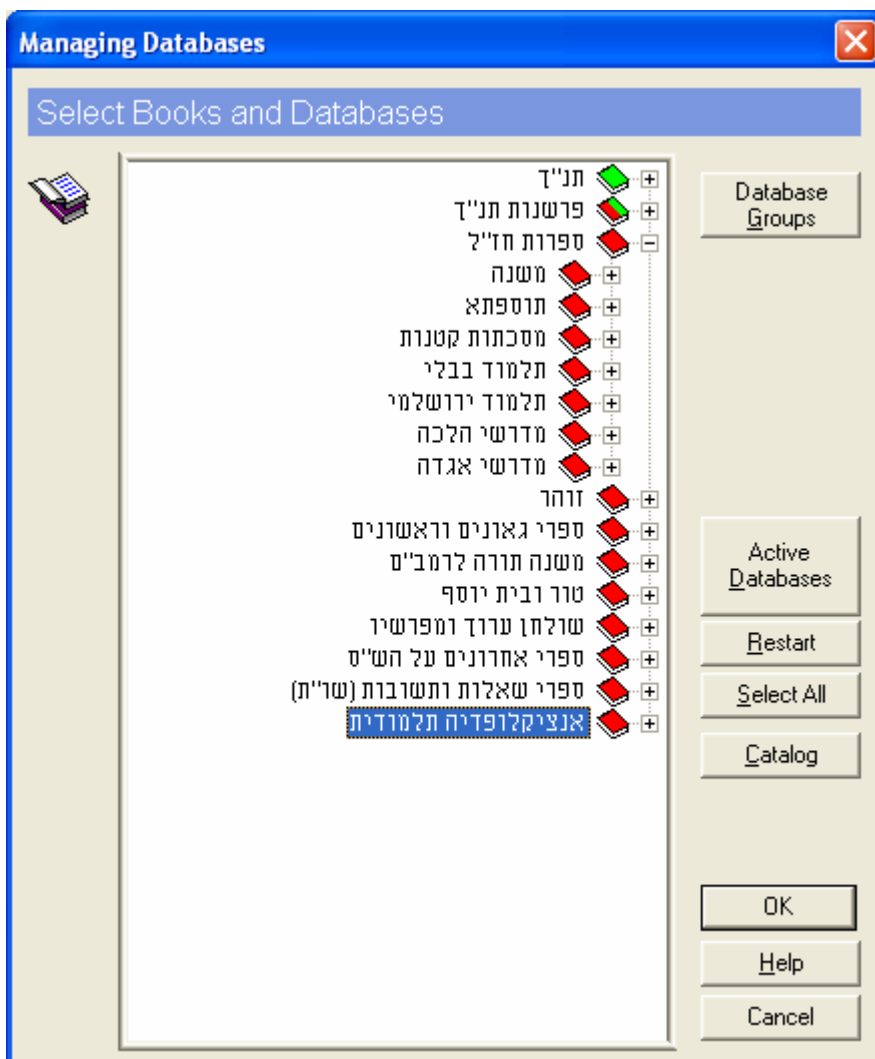 Managing Databases
Select Books and Databases
תנ"ך
פרשנות תנ"ך
ספרות חז"ל
משנה
תוספתא
מסכתות קטנות
תלמוד בבלי
תלמוד ירושלמי
מדרשי הלכה
מדרשי אגדה
זוהר
ספרי גאונים וראשונים
משנה תורה לרמב"ם
טור ובית יוסף
שולחן ערוך ומפרשיו
ספרי אחרונים על הש"ס
ספרי שאלות ותשובות (שו"ת)
אנציקלופדיה תלמודית
Database
Groups
Active
Databases
Restart
Select All
Catalog
OK
Help
Cancel